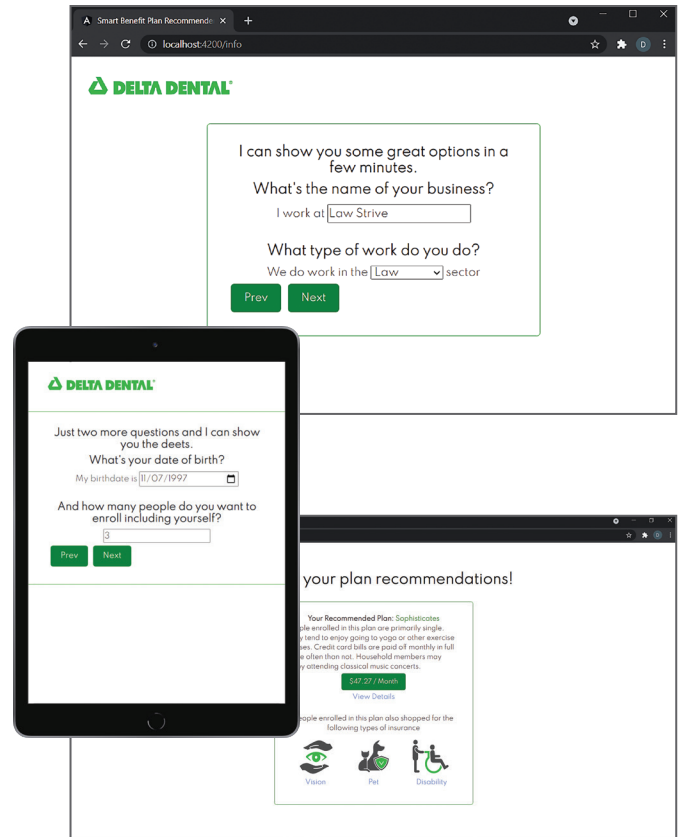 Smart Benefit Plan Recommende
localhost:4200/info
D
DELTA DENTAL
I can show you some great options in a
few minutes.
What's the name of your business?
I work at Law Strive
What type of work do you do?
We do work in the Law sector
Prev Next
DELTA DENTAL
Just two more questions and I can show
you the deets.
What's your date of birth?
My birthdate is 11/07/1997
And how many people do you want to
enroll including yourself?
3
Prev Next
D
your plan recommendations!
Your Recommended Plan: Sophisticates
ple enrolled in this plan are primarily single.
y tend to enjoy going to yoga or other exercise
ses. Credit card bills are paid off monthly in full
e often than not. Household members may
y attending classical music concerts.
$47.27 / Month
View Details
eople enrolled in this plan also shopped for the
following types of insurance
Vision Pet Disability